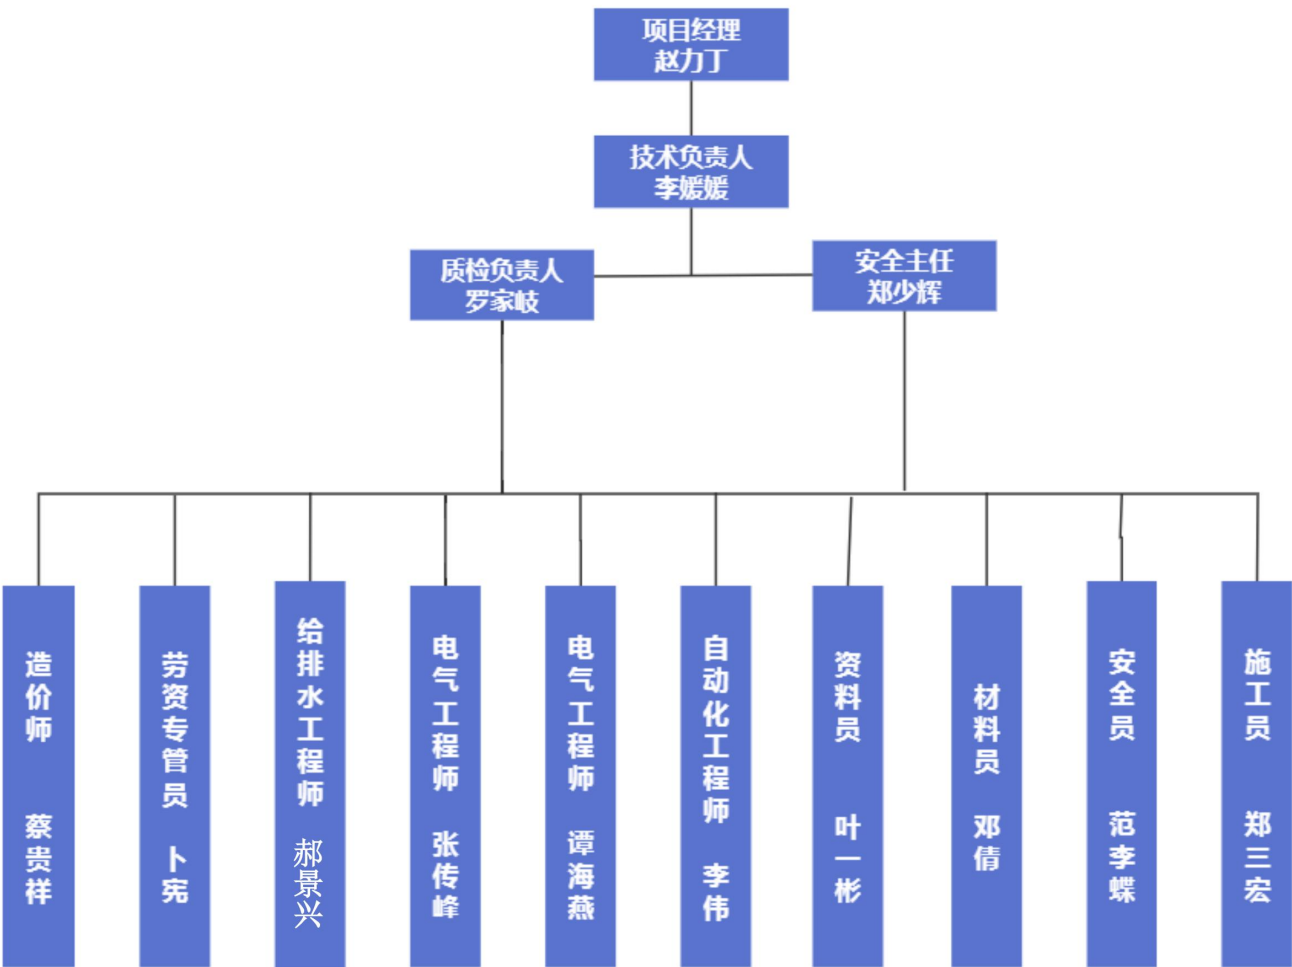 项目经理
赵力丁
技术负责人
李媛媛
质检负责人
罗家岐
安全主任
郑少辉
造价师 蔡贵祥
劳资专管员 卜宪
给排水工程师 郝景兴
电气工程师 张传峰
电气工程师 谭海燕
自动化工程师 李伟
资料员 叶一彬
材料员 邓倩
安全员 范李蝶
施工员 郑三宏